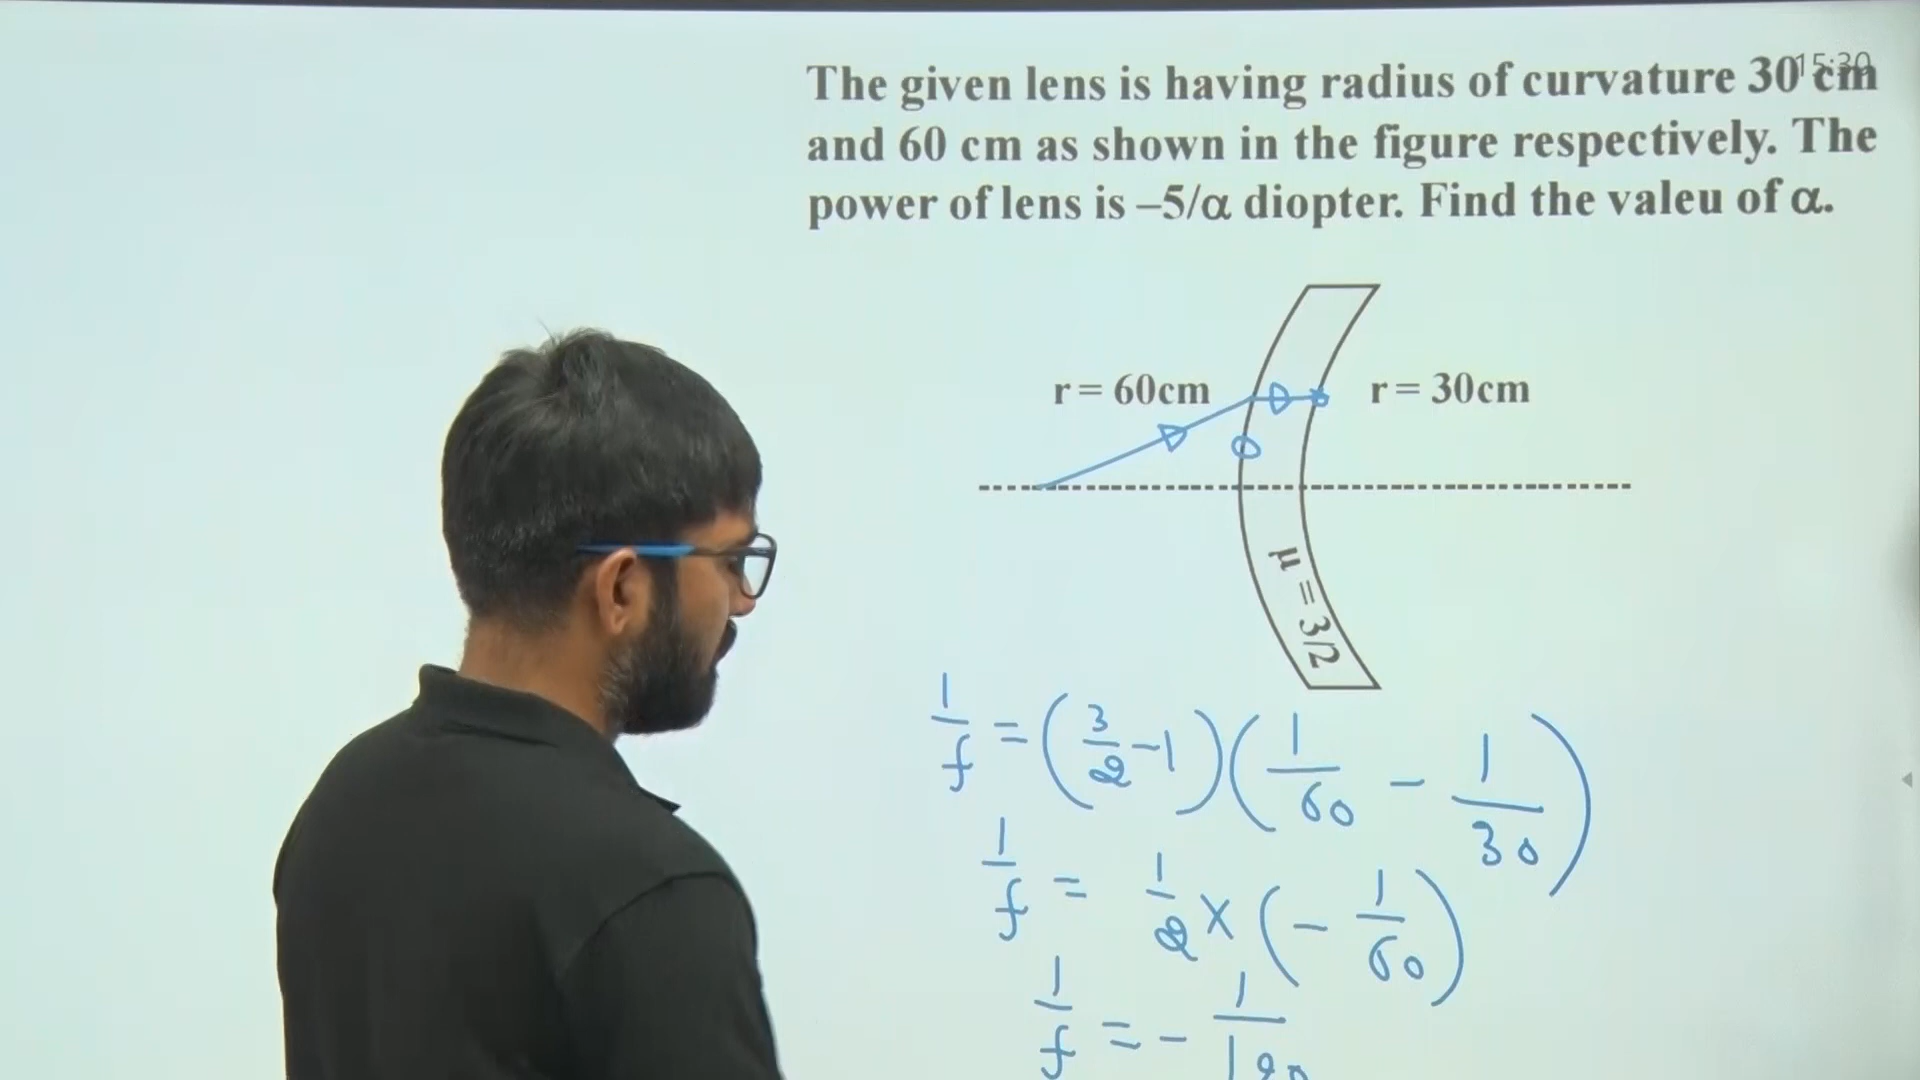 15:30
The given lens is having radius of curvature 30 cm
and 60 cm as shown in the figure respectively. The
power of lens is –5/α diopter. Find the valeu of α.
r = 60cm
r = 30cm
μ = 3/2
1/f = (3/2 - 1)(1/60 - 1/30)
1/f = 1/2 × (- 1/60)
1/f = - 1/120